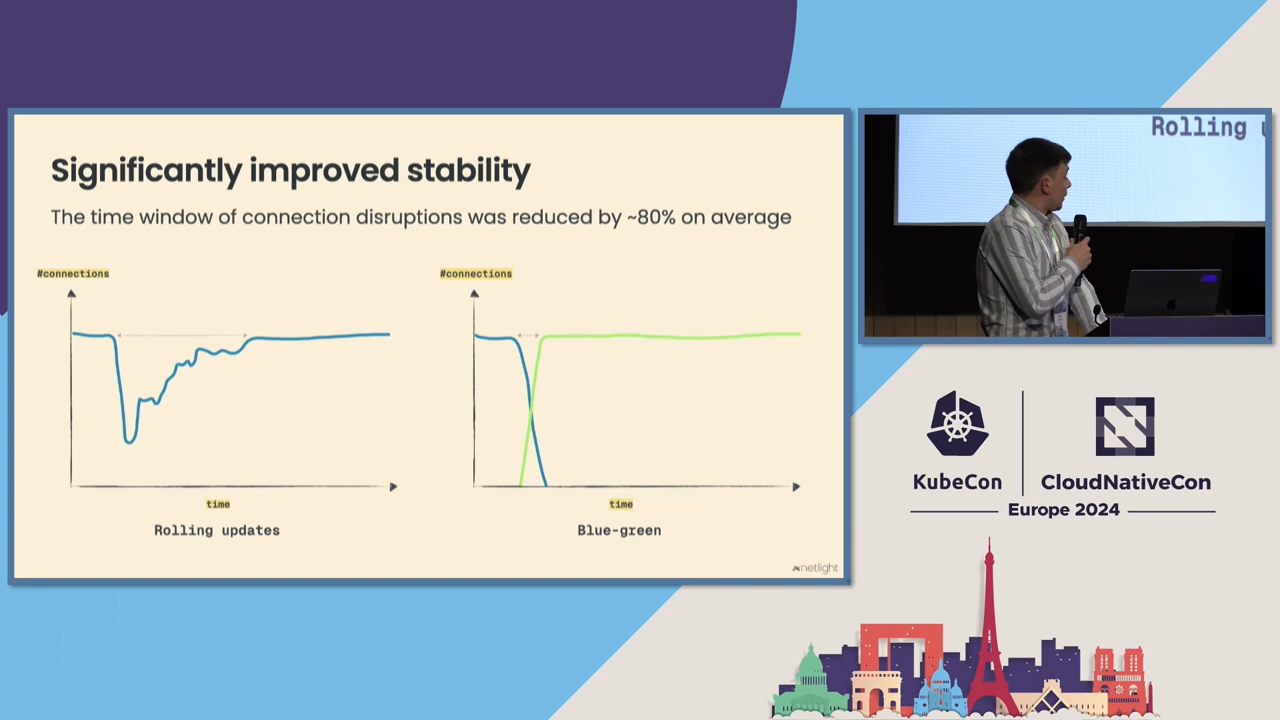 Significantly improved stability
The time window of connection disruptions was reduced by ~80% on average
#connections
time
Rolling updates
#connections
time
Blue-green
netlight
Rolling
KubeCon
CloudNativeCon
Europe 2024